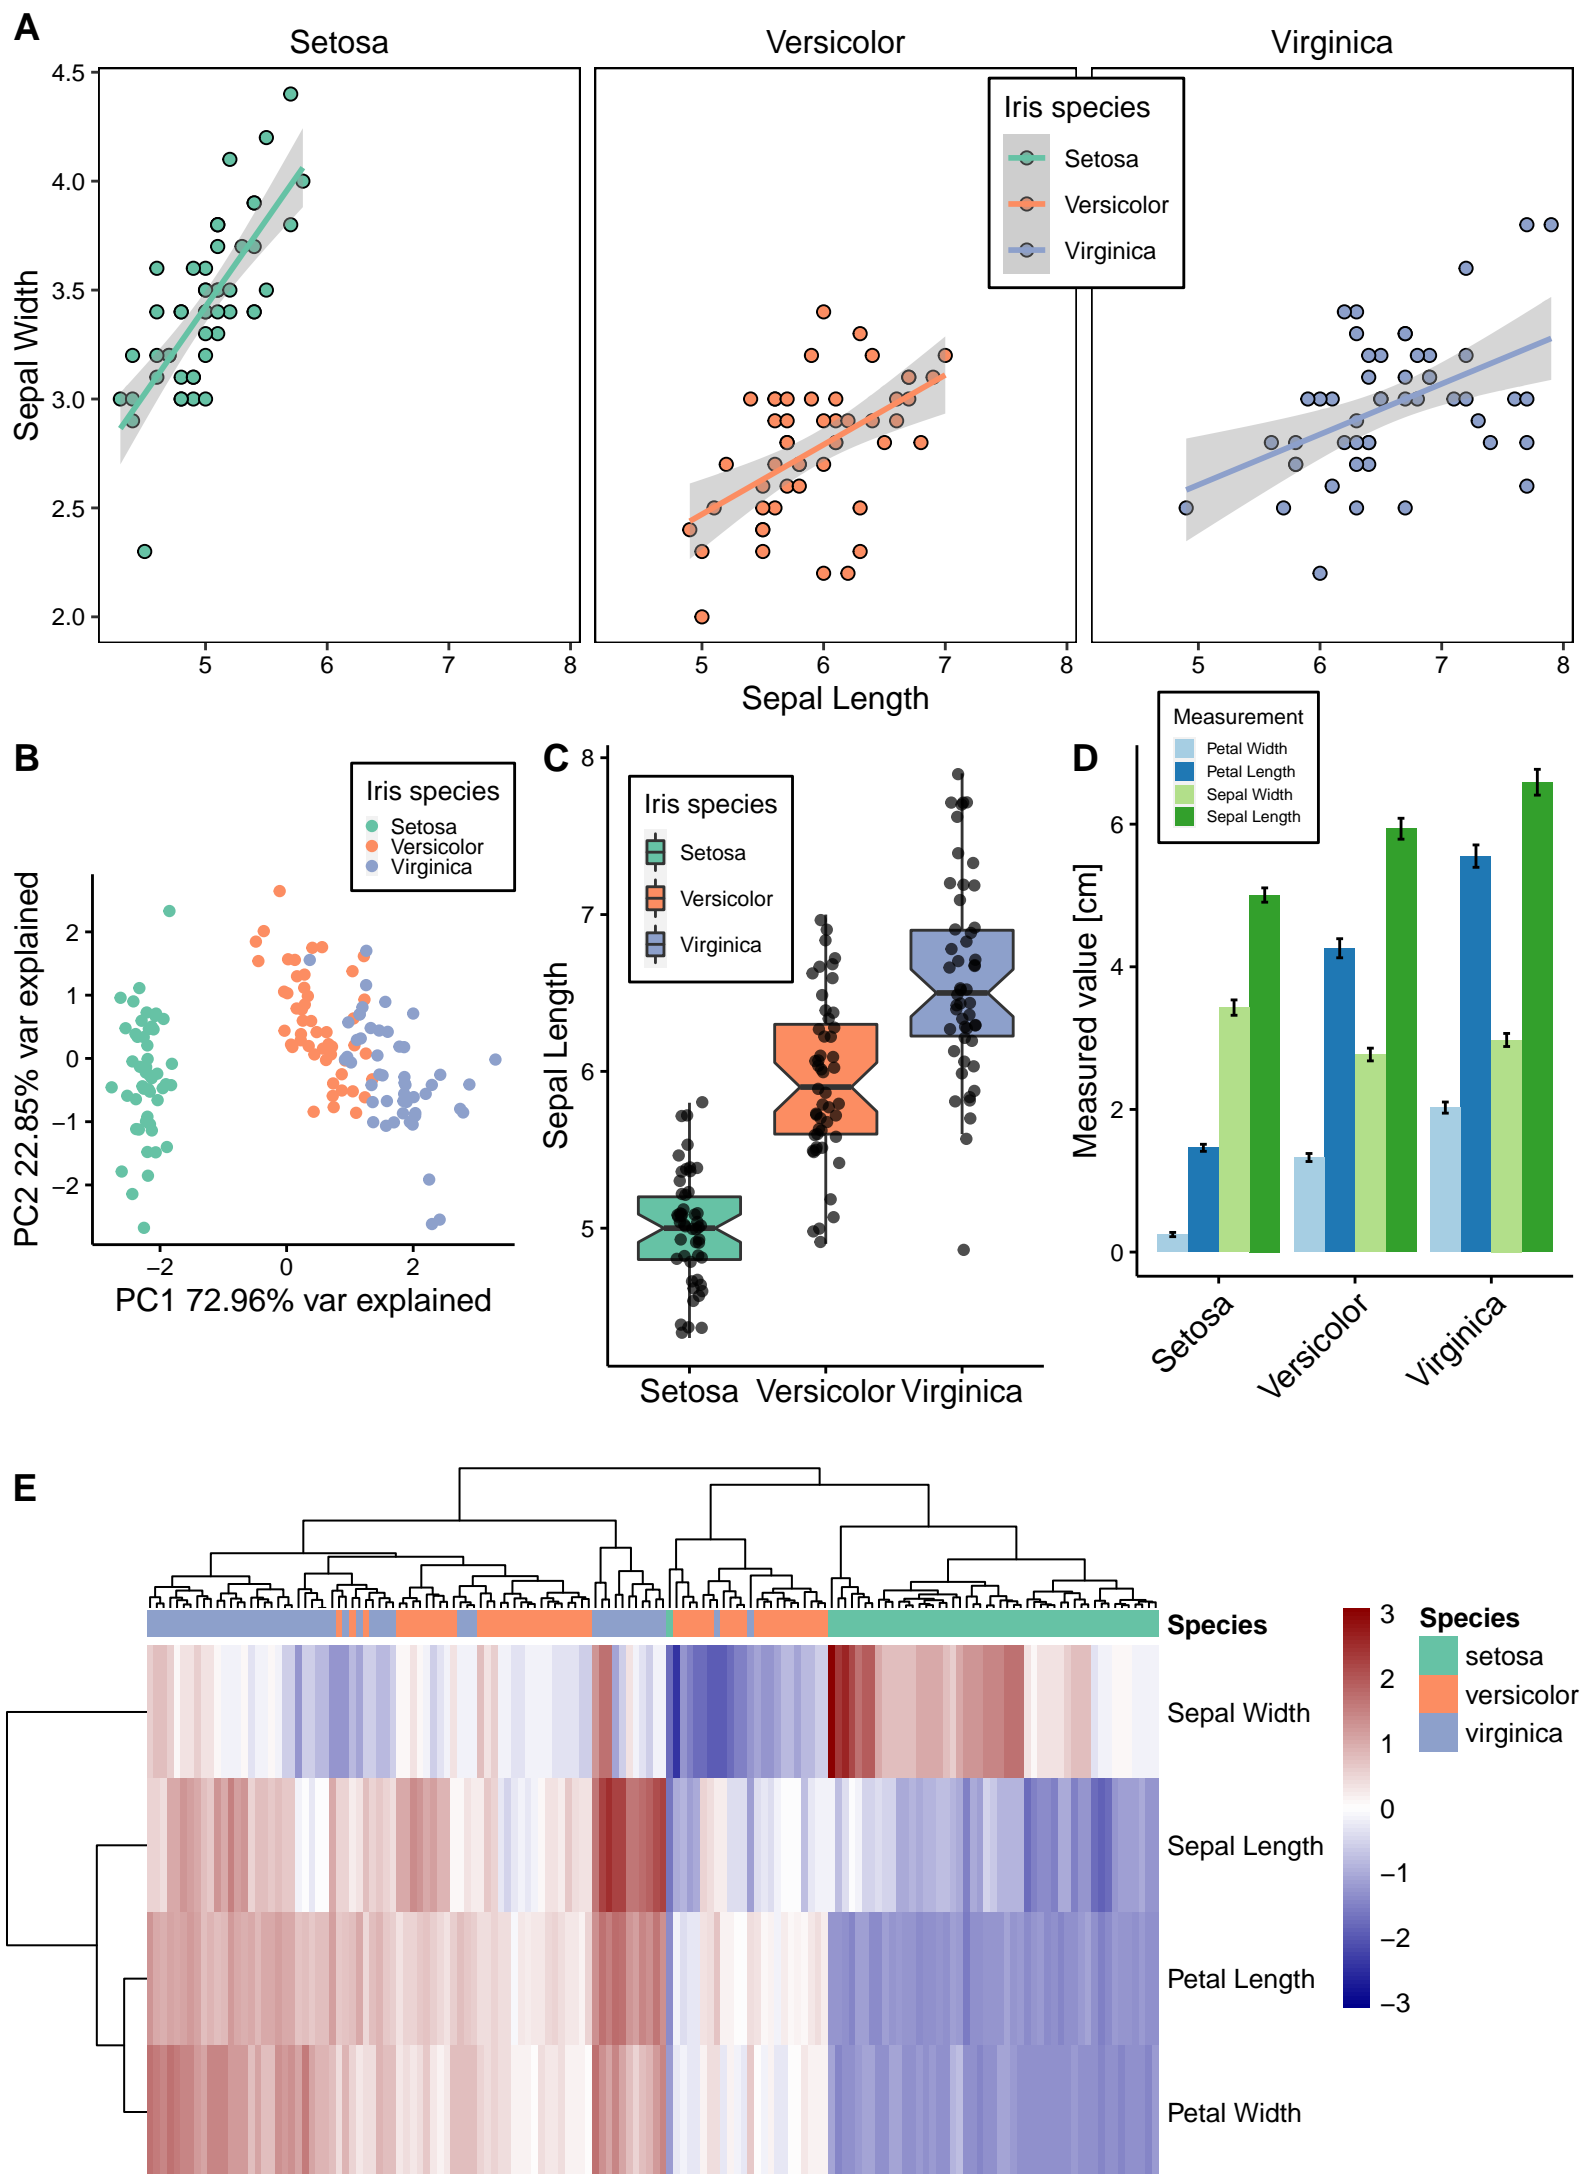 A
Setosa
Versicolor
Virginica
4.5
4.0
3.5
3.0
2.5
2.0
Sepal Width
Iris species
Setosa
Versicolor
Virginica
5 6 7 8
5 6 7 8
5 6 7 8
Sepal Length
B
Iris species
Setosa
Versicolor
Virginica
2
1
0
−1
−2
PC2 22.85% var explained
−2 0 2
PC1 72.96% var explained
C
8
7
6
5
Sepal Length
Iris species
Setosa
Versicolor
Virginica
Setosa Versicolor Virginica
D
Measurement
Petal Width
Petal Length
Sepal Width
Sepal Length
6
4
2
0
Measured value [cm]
Setosa
Versicolor
Virginica
E
Species
Sepal Width
Sepal Length
Petal Length
Petal Width
3
2
1
0
−1
−2
−3
Species
setosa
versicolor
virginica